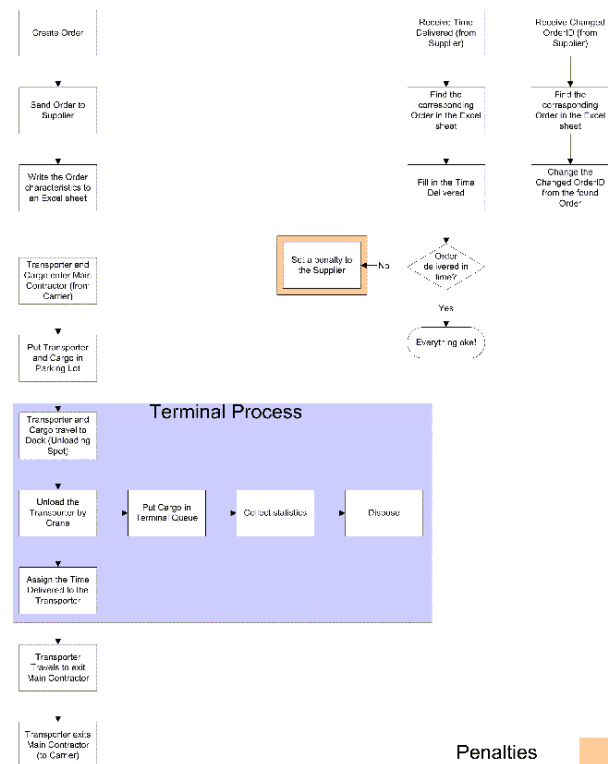 Create Order
Send Order to
Supplier
Write the Order
characteristics to
an Excel sheet
Transporter and
Cargo enter Main
Contractor (from
Carrier)
Put Transporter
and Cargo in
Parking Lot
Receive Time
Delivered (from
Supplier)
Find the
corresponding
Order in the Excel
sheet
Fill in the Time
Delivered
Order
delivered in
time?
No
Set a penalty to
the Supplier
Yes
Everything oke!
Receive Changed
OrderID (from
Supplier)
Find the
corresponding
Order in the Excel
sheet
Change the
Changed OrderID
from the found
Order
Terminal Process
Transporter and
Cargo travel to
Dock (Unloading
Spot)
Unload the
Transporter by
Crane
Put Cargo in
Terminal Queue
Collect statistics
Dispose
Assign the Time
Delivered to the
Transporter
Transporter
Travels to exit
Main Contractor
Transporter exits
Main Contractor
(to Carrier)
Penalties